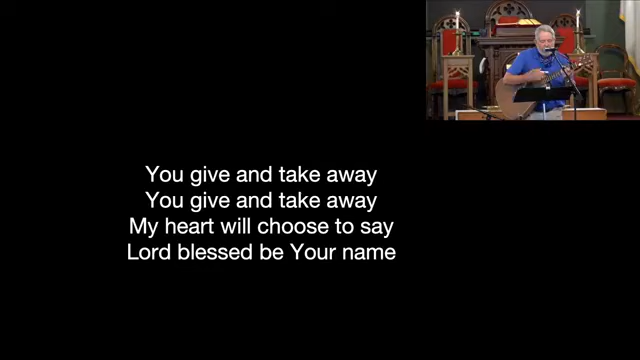 You give and take away
You give and take away
My heart will choose to say
Lord blessed be Your name